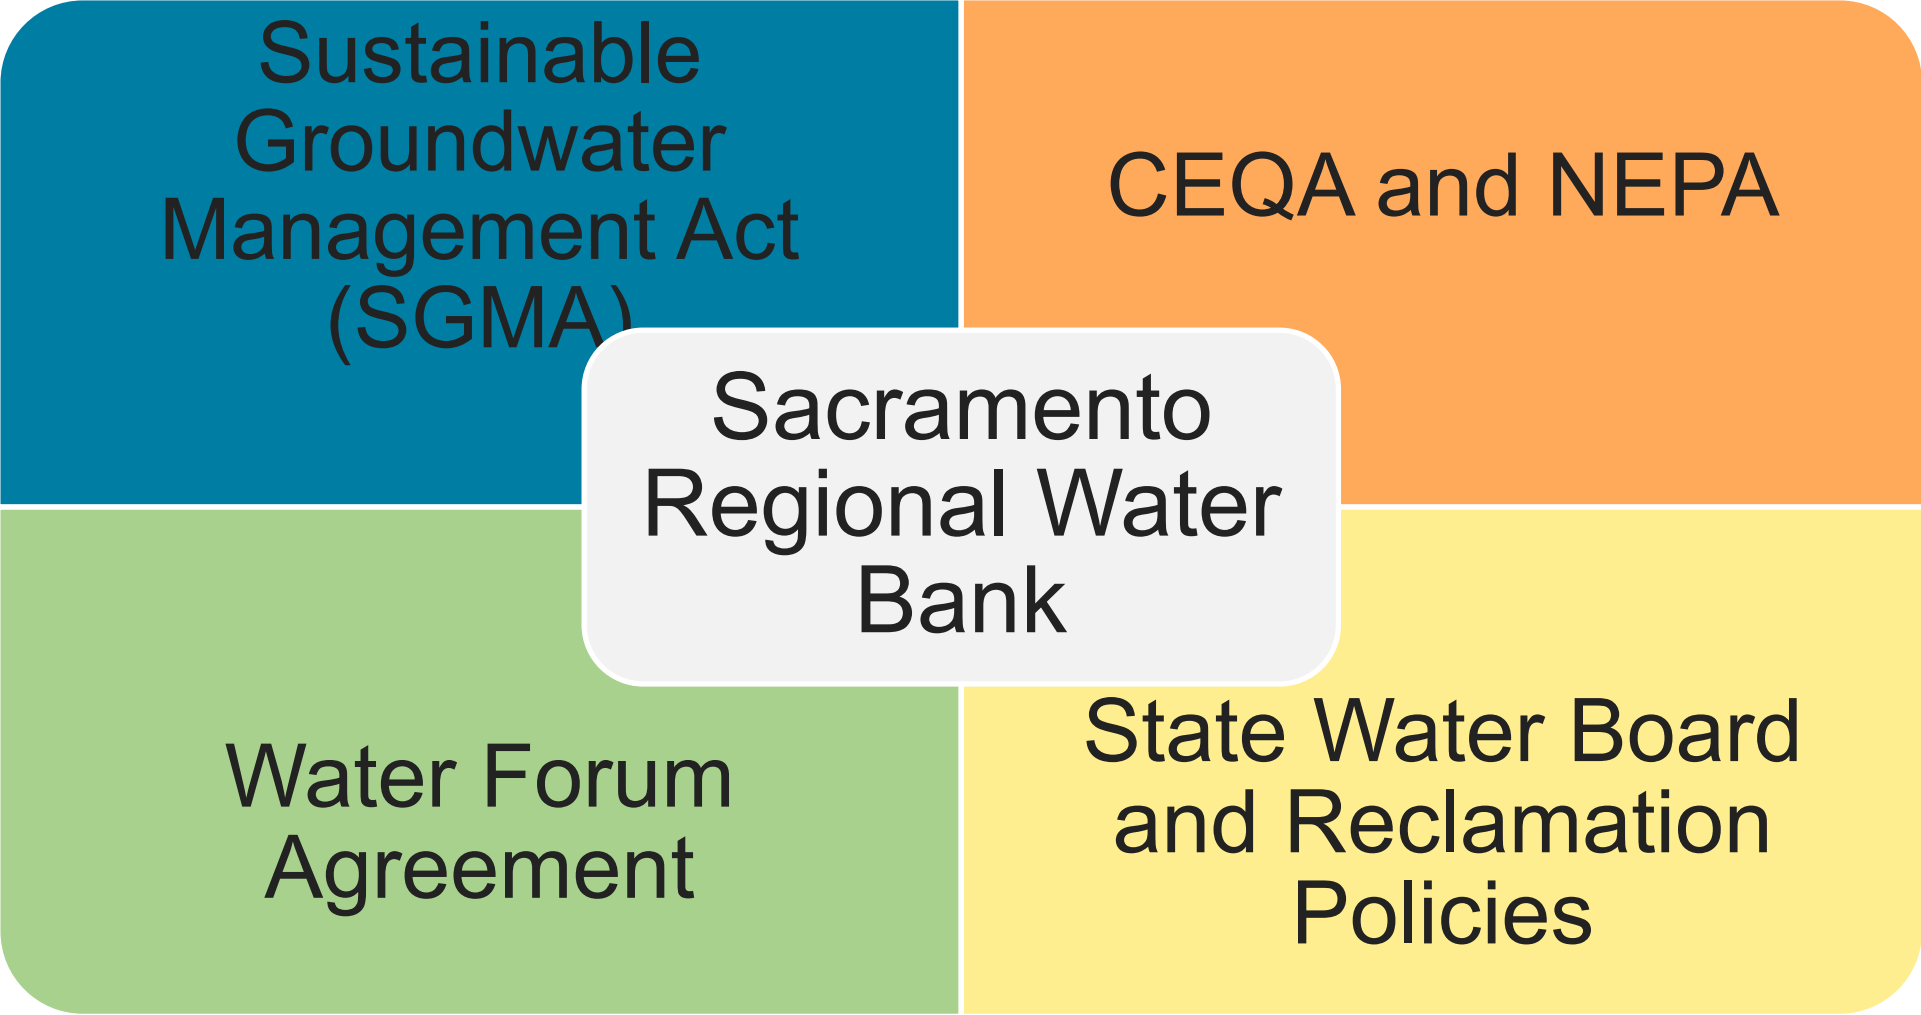 Sustainable
Groundwater
Management Act
(SGMA)
CEQA and NEPA
Sacramento
Regional Water
Bank
Water Forum
Agreement
State Water Board
and Reclamation
Policies